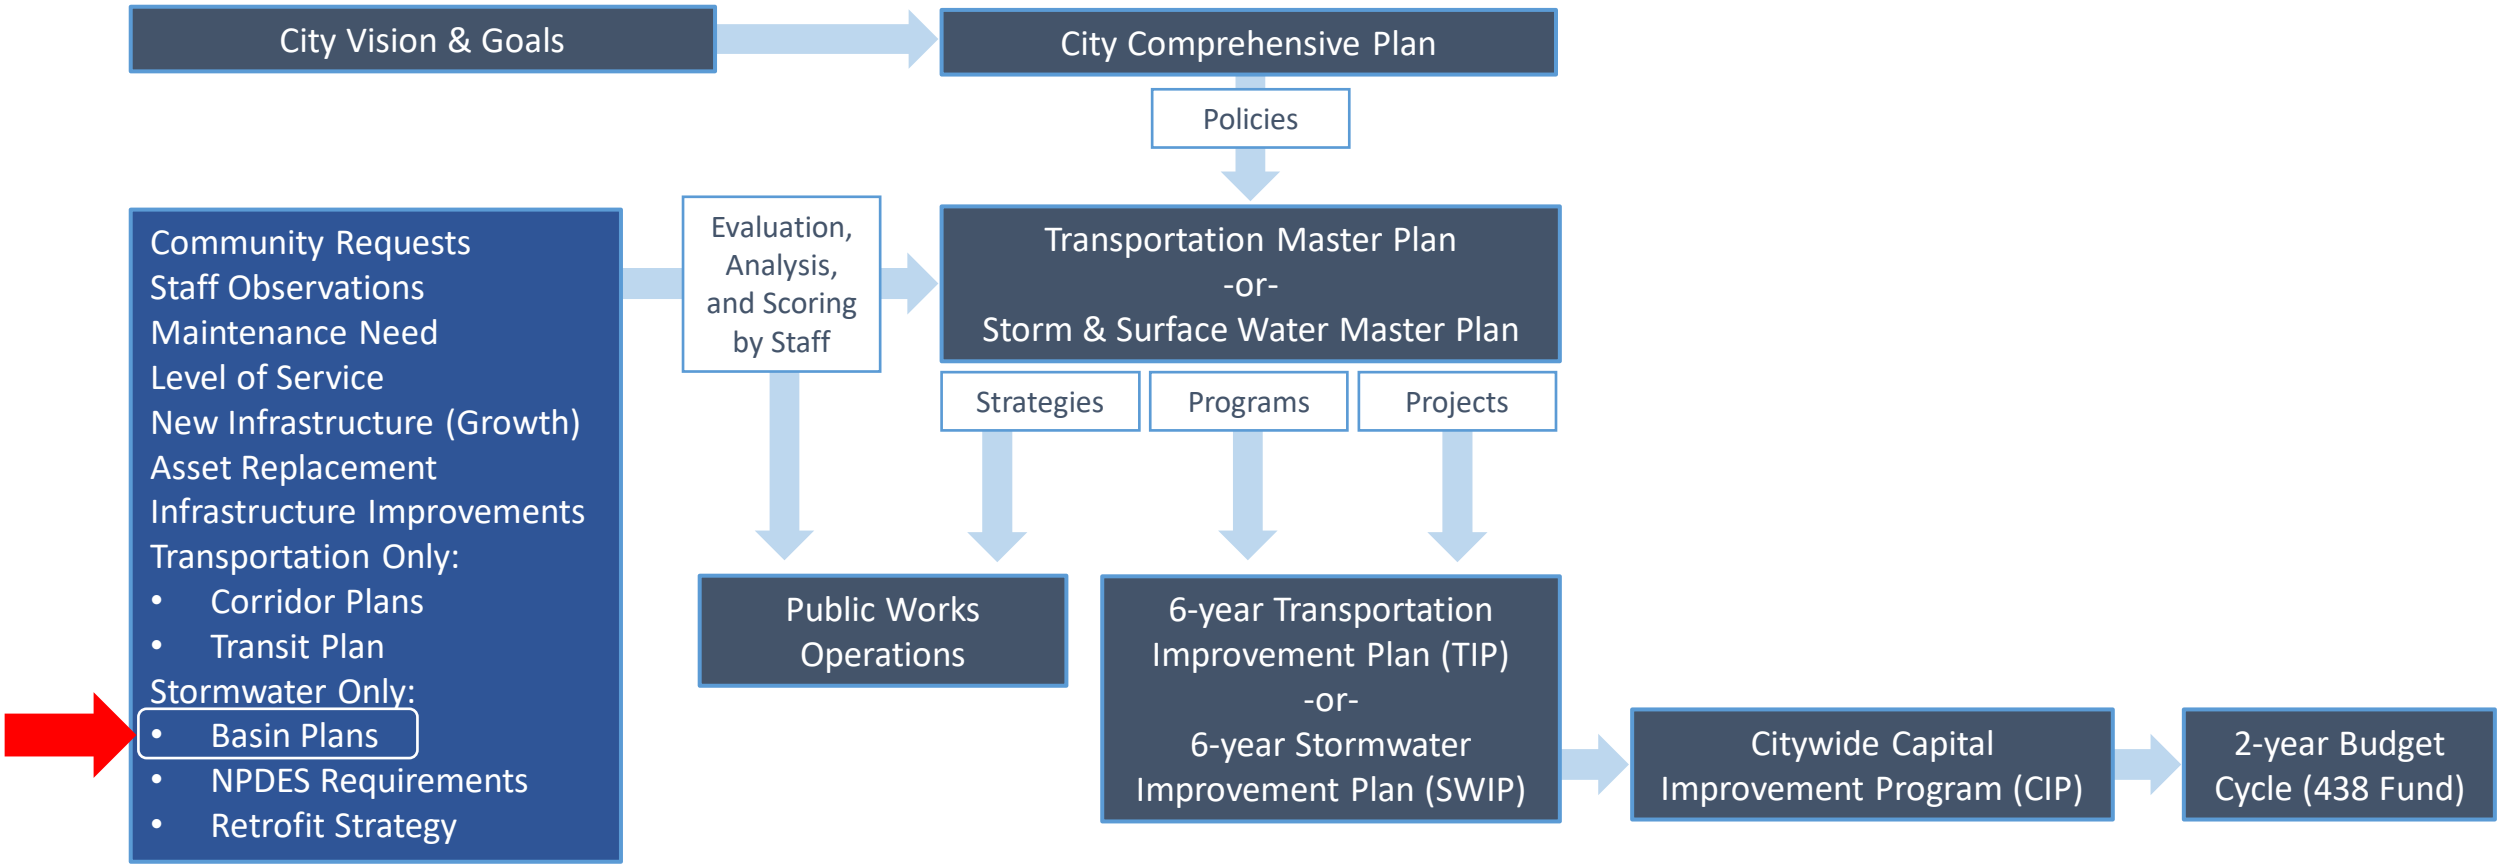 City Vision & Goals
City Comprehensive Plan
Policies
Community Requests
Staff Observations
Maintenance Need
Level of Service
New Infrastructure (Growth)
Asset Replacement
Infrastructure Improvements
Transportation Only:
• Corridor Plans
• Transit Plan
Stormwater Only:
• Basin Plans
• NPDES Requirements
• Retrofit Strategy
Evaluation,
Analysis,
and Scoring
by Staff
Transportation Master Plan
-or-
Storm & Surface Water Master Plan
Strategies
Programs
Projects
Public Works
Operations
6-year Transportation
Improvement Plan (TIP)
-or-
6-year Stormwater
Improvement Plan (SWIP)
Citywide Capital
Improvement Program (CIP)
2-year Budget
Cycle (438 Fund)